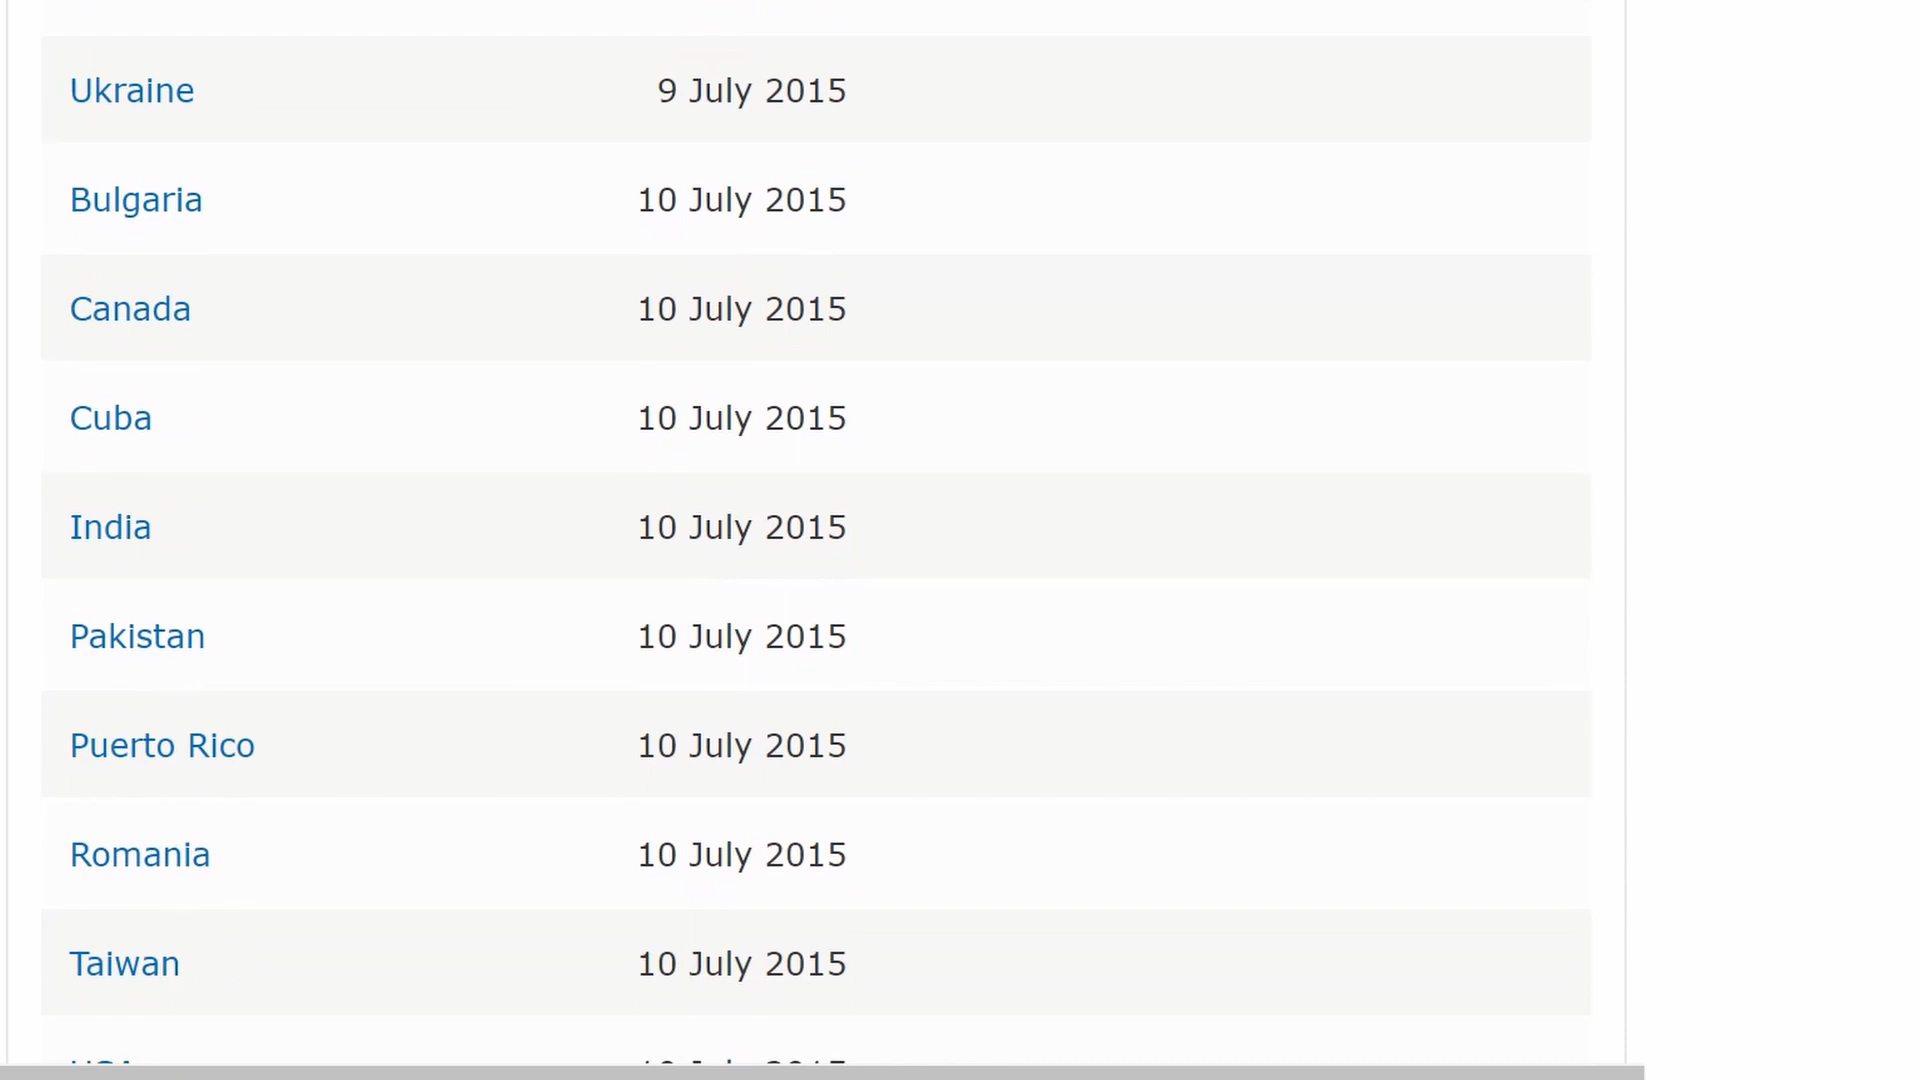 Ukraine 9 July 2015
Bulgaria 10 July 2015
Canada 10 July 2015
Cuba 10 July 2015
India 10 July 2015
Pakistan 10 July 2015
Puerto Rico 10 July 2015
Romania 10 July 2015
Taiwan 10 July 2015